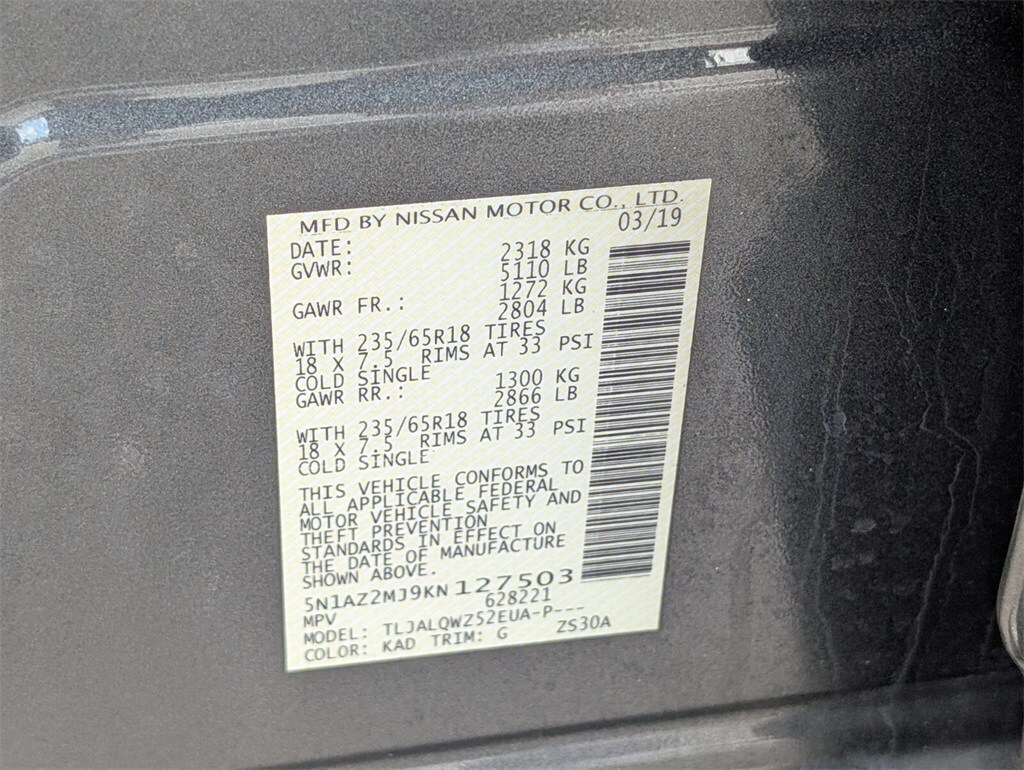 MFD BY NISSAN MOTOR CO., LTD.
DATE: 03/19
GVWR: 2318 KG
5110 LB
GAWR FR.: 1272 KG
2804 LB
WITH 235/65R18 TIRES
18 X 7.5 RIMS AT 33 PSI
COLD SINGLE
GAWR RR.: 1300 KG
2866 LB
WITH 235/65R18 TIRES
18 X 7.5 RIMS AT 33 PSI
COLD SINGLE
THIS VEHICLE CONFORMS TO
ALL APPLICABLE FEDERAL
MOTOR VEHICLE SAFETY AND
THEFT PREVENTION
STANDARDS IN EFFECT ON
THE DATE OF MANUFACTURE
SHOWN ABOVE.
5N1AZ2MJ9KN 127503
MPV 628221
MODEL: TLJALQWZ52EUA-P---
COLOR: KAD TRIM: G ZS30A